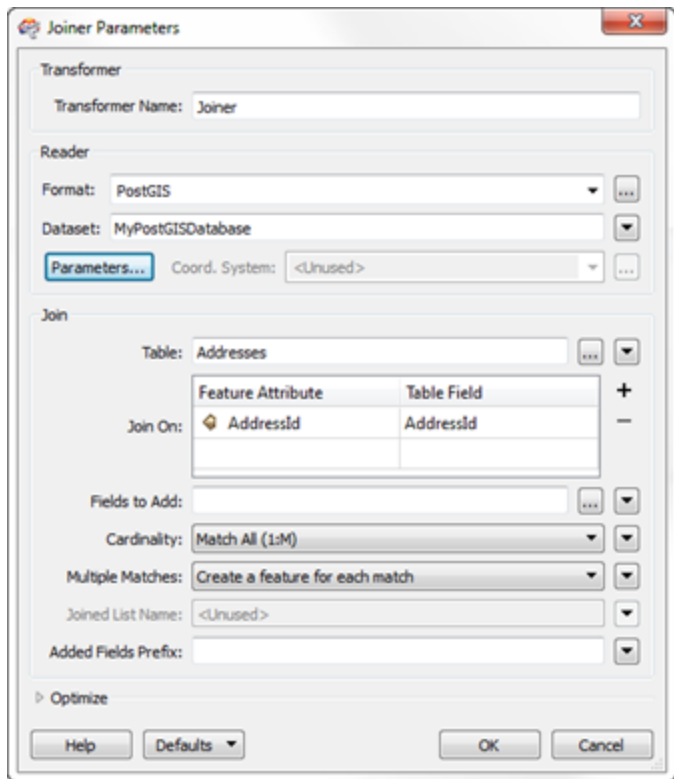 Joiner Parameters
Transformer
Transformer Name: Joiner
Reader
Format: PostGIS ...
Dataset: MyPostGISDatabase
Parameters... Coord. System: <Unused> ...
Join
Table: Addresses ...
Feature Attribute Table Field
Join On: AddressId AddressId
Fields to Add: ...
Cardinality: Match All (1:M)
Multiple Matches: Create a feature for each match
Joined List Name: <Unused>
Added Fields Prefix:
Optimize
Help Defaults OK Cancel